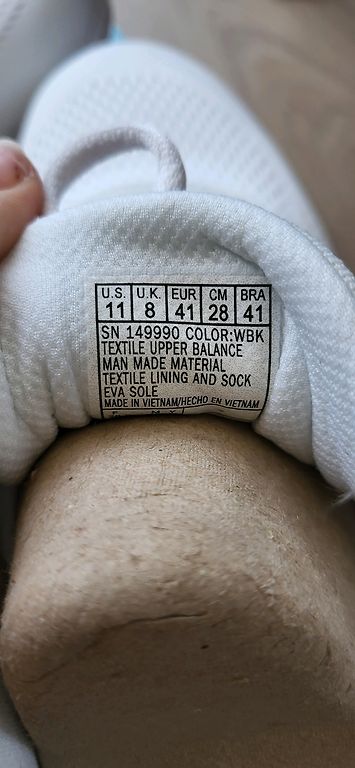 U.S. U.K. EUR CM BRA
11 8 41 28 41
SN 149990 COLOR:WBK
TEXTILE UPPER BALANCE
MAN MADE MATERIAL
TEXTILE LINING AND SOCK
EVA SOLE
MADE IN VIETNAM/HECHO EN VIETNAM